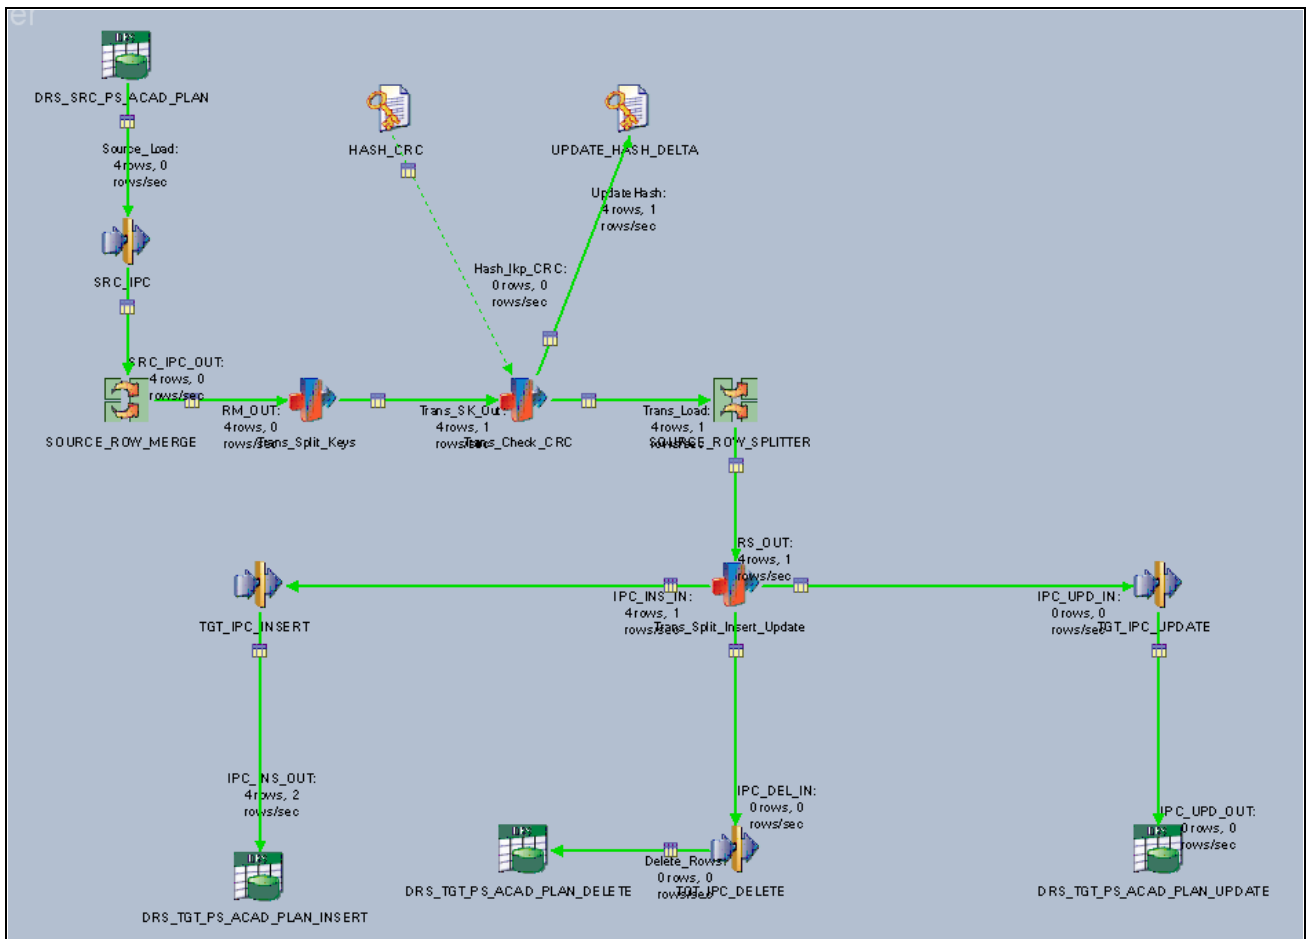 er
DRS_SRC_PS_ACAD_PLAN
Source_Load:
4 rows, 0
rows/sec
HASH_CRC
UPDATE_HASH_DELTA
UpdateHash:
4 rows, 1
rows/sec
SRC_IPC
Hash_lkp_CRC:
0 rows, 0
rows/sec
SRC_IPC_OUT:
4 rows, 0
rows/sec
SOURCE_ROW_MERGE
RM_OUT:
4 rows, 0
rows/sec
Trans_Split_Keys
Trans_SK_Out:
4 rows, 1
rows/sec
Trans_Check_CRC
Trans_Load:
4 rows, 1
rows/sec
SOURCE_ROW_SPLITTER
RS_OUT:
4 rows, 1
rows/sec
TGT_IPC_INSERT
IPC_INS_IN:
4 rows, 1
rows/sec
Trans_Split_Insert_Update
IPC_UPD_IN:
0 rows, 0
rows/sec
TGT_IPC_UPDATE
IPC_INS_OUT:
4 rows, 2
rows/sec
IPC_DEL_IN:
0 rows, 0
rows/sec
IPC_UPD_OUT:
0 rows, 0
rows/sec
Delete_Rows:
0 rows, 0
rows/sec
DRS_TGT_PS_ACAD_PLAN_DELETE
TGT_IPC_DELETE
DRS_TGT_PS_ACAD_PLAN_UPDATE
DRS_TGT_PS_ACAD_PLAN_INSERT